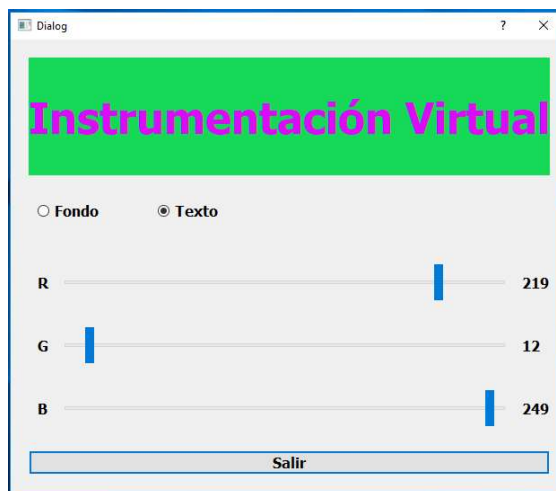 Dialog ?
Instrumentación Virtual
Fondo Texto
R 219
G 12
B 249
Salir